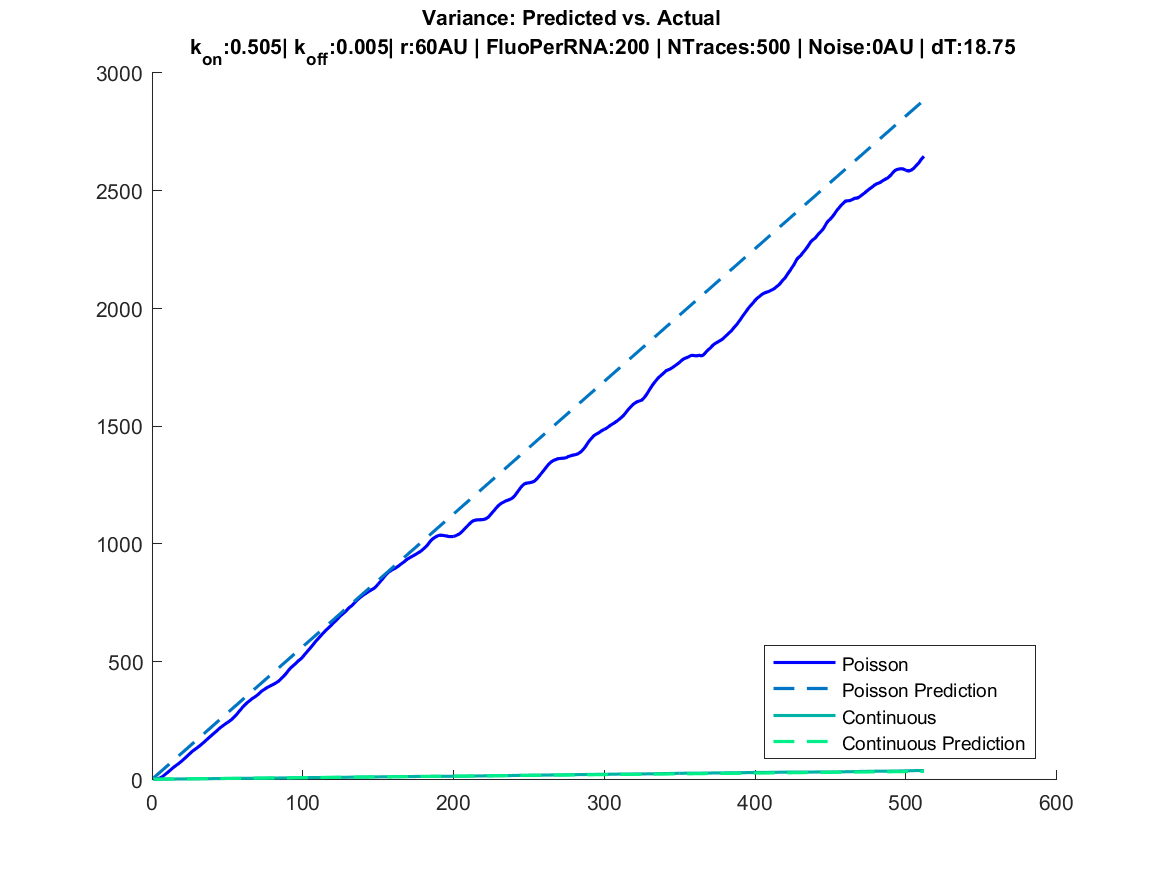 Variance: Predicted vs. Actual
kon:0.505| koff:0.005| r:60AU | FluoPerRNA:200 | NTraces:500 | Noise:0AU | dT:18.75
3000
2500
2000
1500
1000
500
0
Poisson
Poisson Prediction
Continuous
Continuous Prediction
0 100 200 300 400 500 600